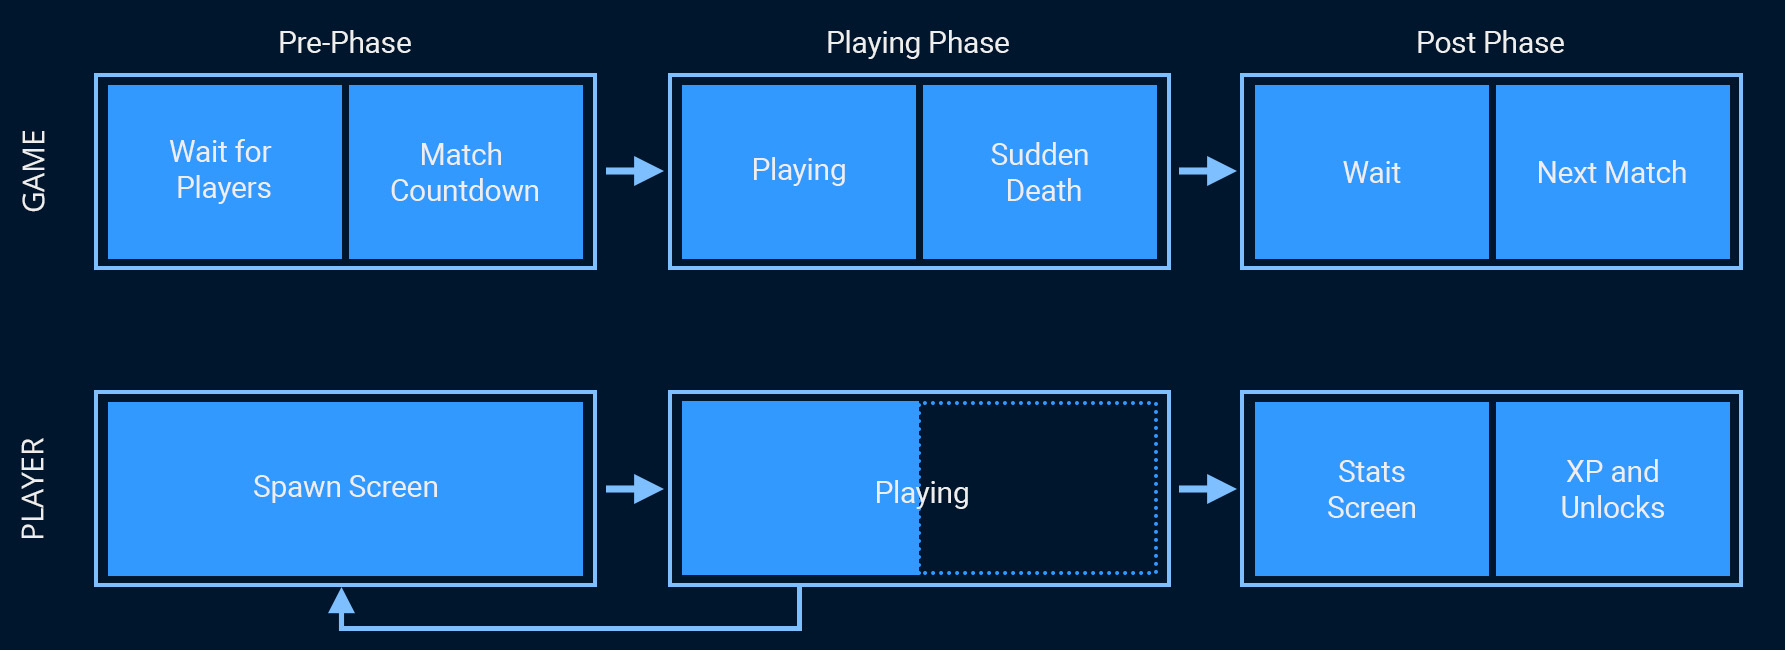 Pre-Phase
Playing Phase
Post Phase
GAME
Wait for
Players
Match
Countdown
Playing
Sudden
Death
Wait
Next Match
PLAYER
Spawn Screen
Playing
Stats
Screen
XP and
Unlocks